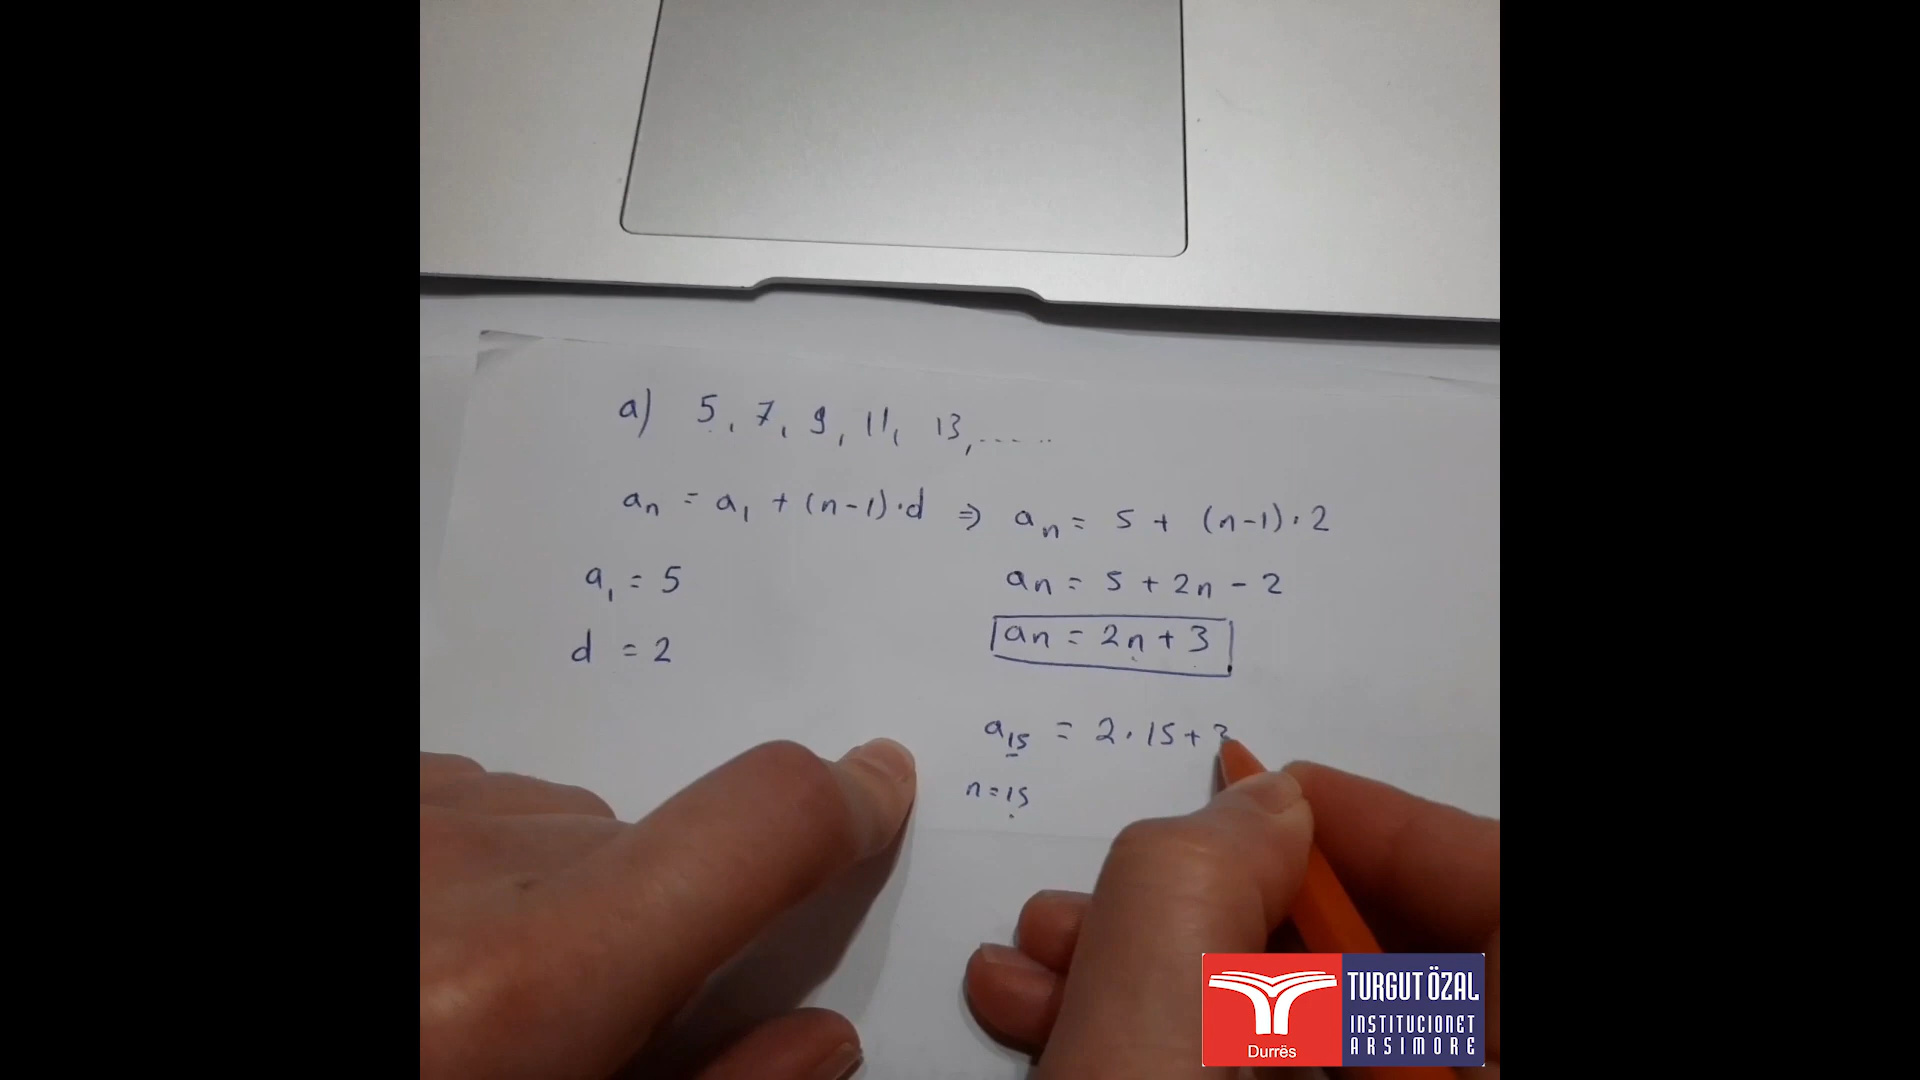 a) 5, 7, 9, 11, 13, .....
an = a1 + (n-1)·d ⇒ an = 5 + (n-1)·2
a1 = 5
d = 2
an = 5 + 2n - 2
an = 2n + 3
a15 = 2·15+3
n=15
TURGUT ÖZAL
INSTITUCIONET
ARSIMORE
Durrës